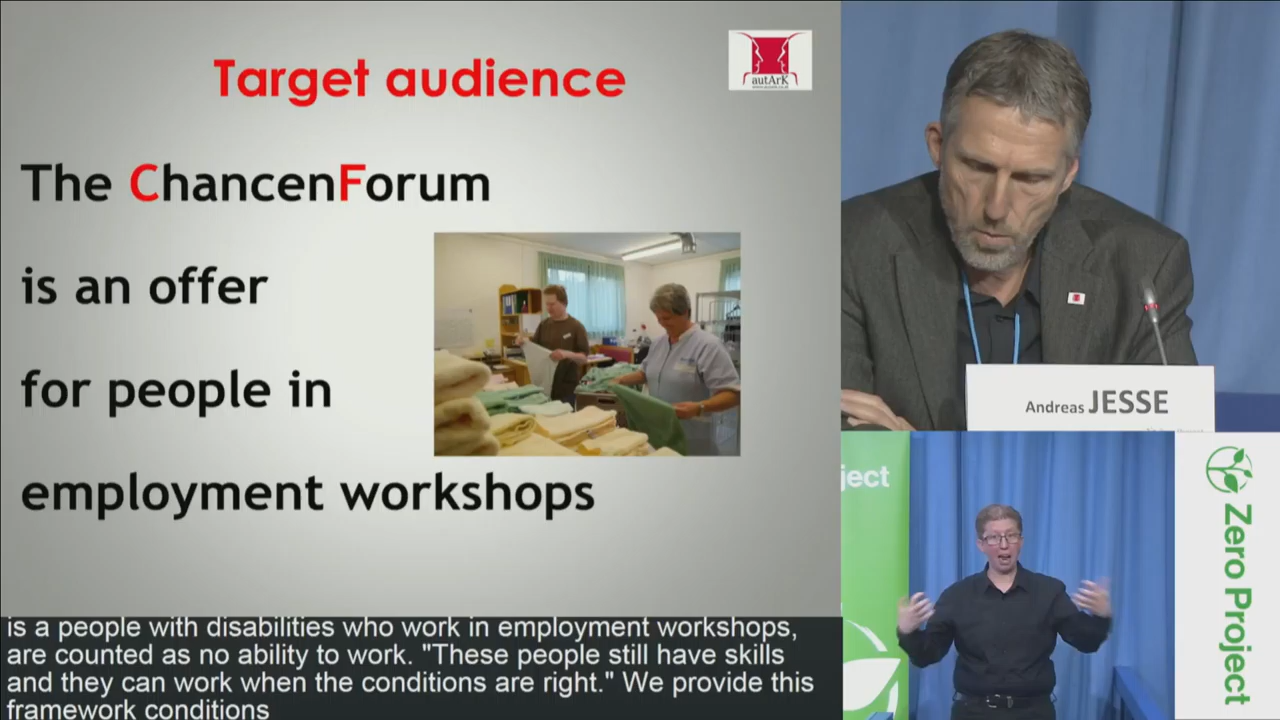 Target audience
autArK
The ChancenForum
is an offer
for people in
employment workshops
Andreas JESSE
ject
Zero Project
is a people with disabilities who work in employment workshops,
are counted as no ability to work. "These people still have skills
and they can work when the conditions are right." We provide this
framework conditions